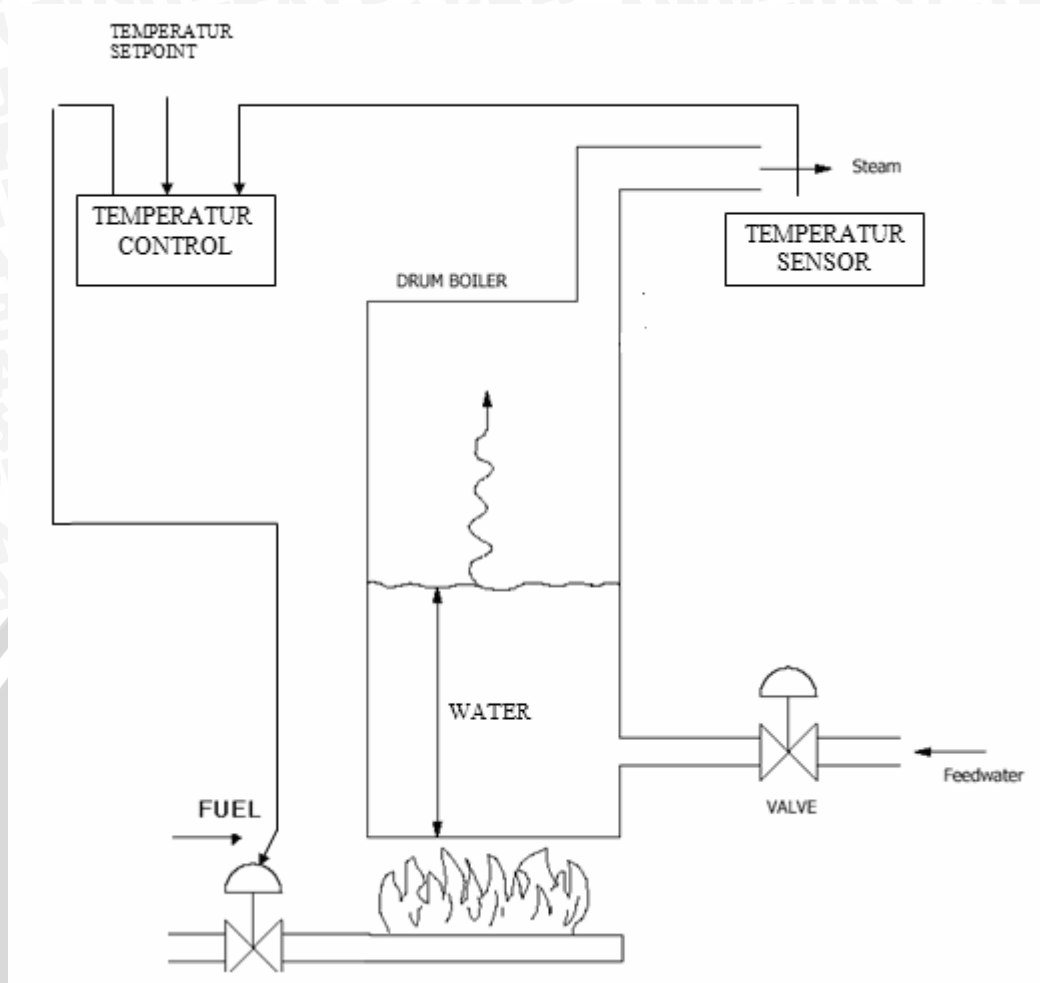 TEMPERATUR
SETPOINT
Steam
TEMPERATUR
CONTROL
TEMPERATUR
SENSOR
DRUM BOILER
WATER
Feedwater
FUEL
VALVE